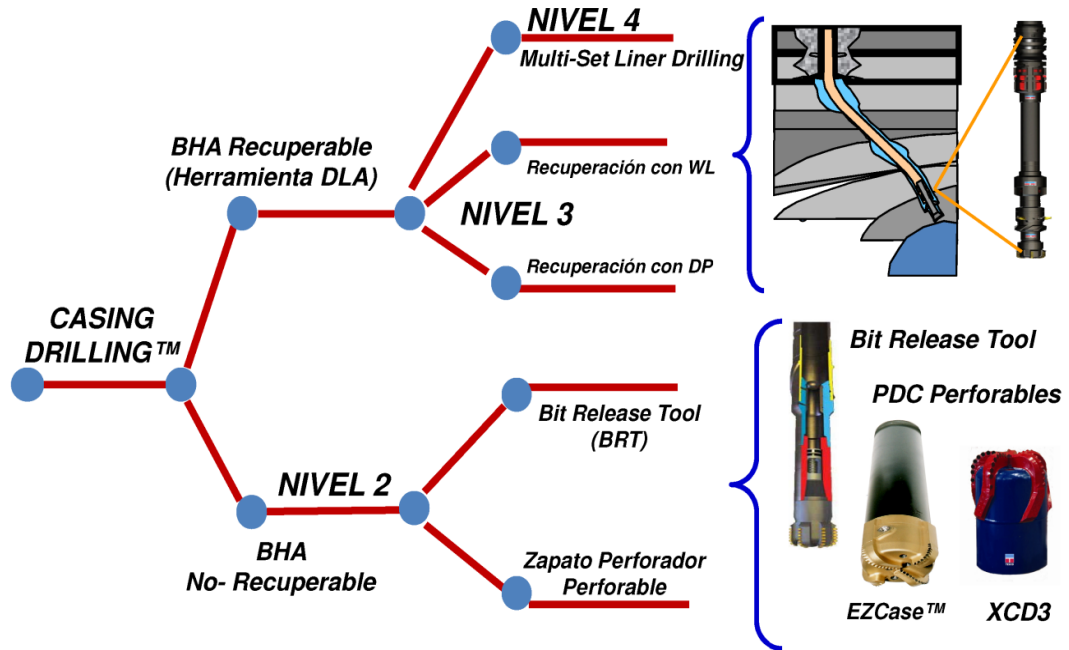 NIVEL 4
Multi-Set Liner Drilling
BHA Recuperable
(Herramienta DLA)
Recuperación con WL
NIVEL 3
Recuperación con DP
CASING
DRILLING™
Bit Release Tool
(BRT)
NIVEL 2
BHA
No- Recuperable
Zapato Perforador
Perforable
Bit Release Tool
PDC Perforables
EZCase™
XCD3